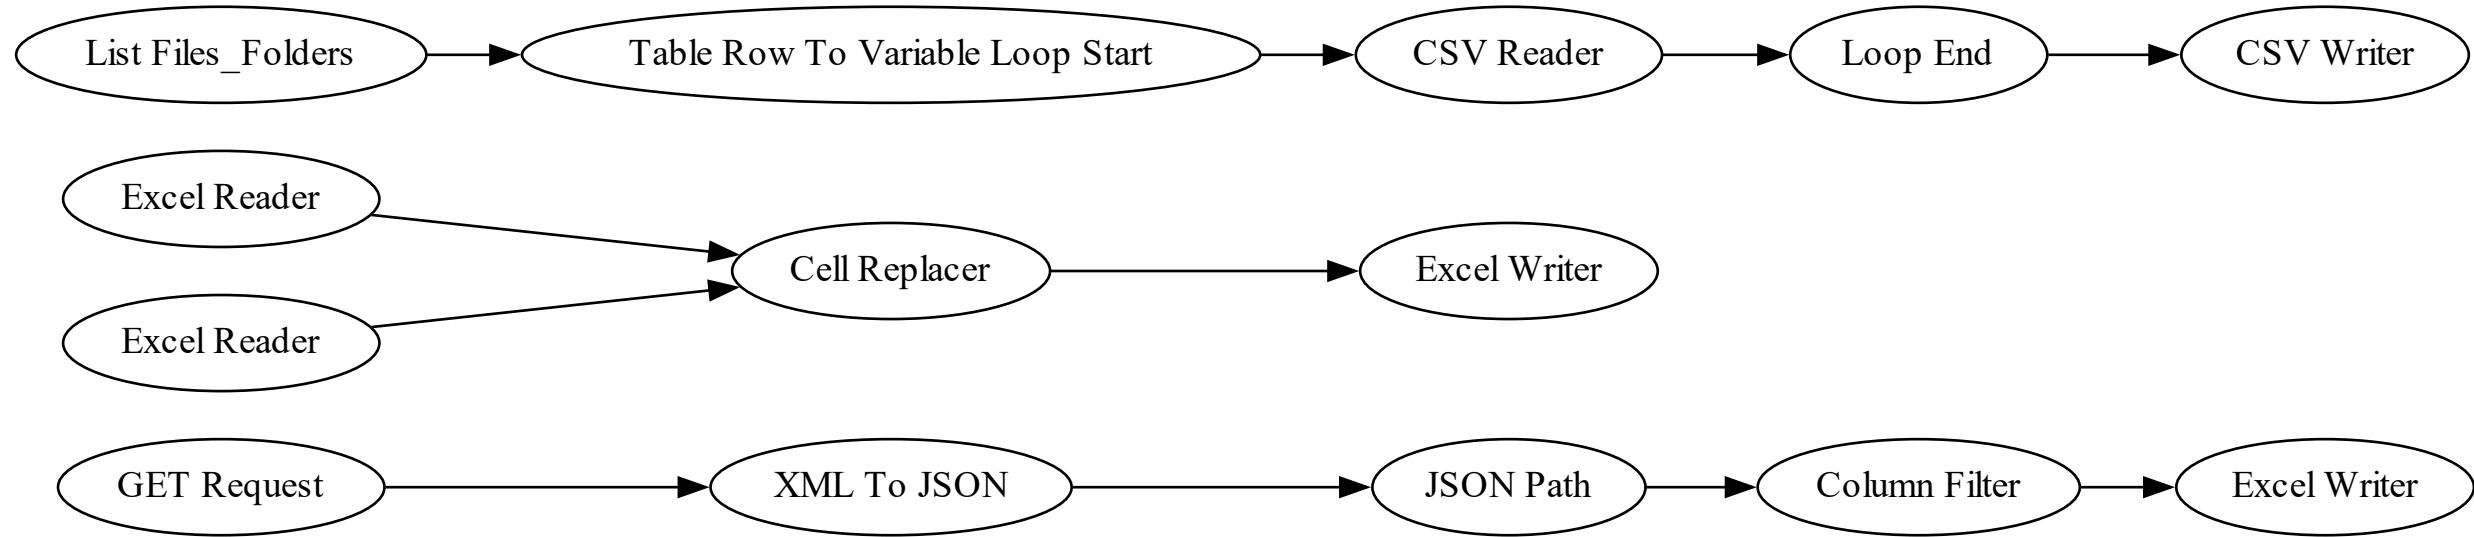 List Files_Folders
Table Row To Variable Loop Start
CSV Reader
Loop End
CSV Writer
Excel Reader
Excel Reader
Cell Replacer
Excel Writer
GET Request
XML To JSON
JSON Path
Column Filter
Excel Writer